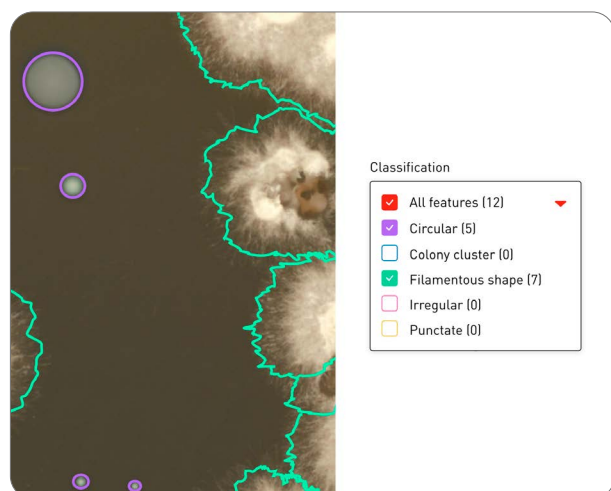 Classification
All features (12)
Circular (5)
Colony cluster (0)
Filamentous shape (7)
Irregular (0)
Punctate (0)